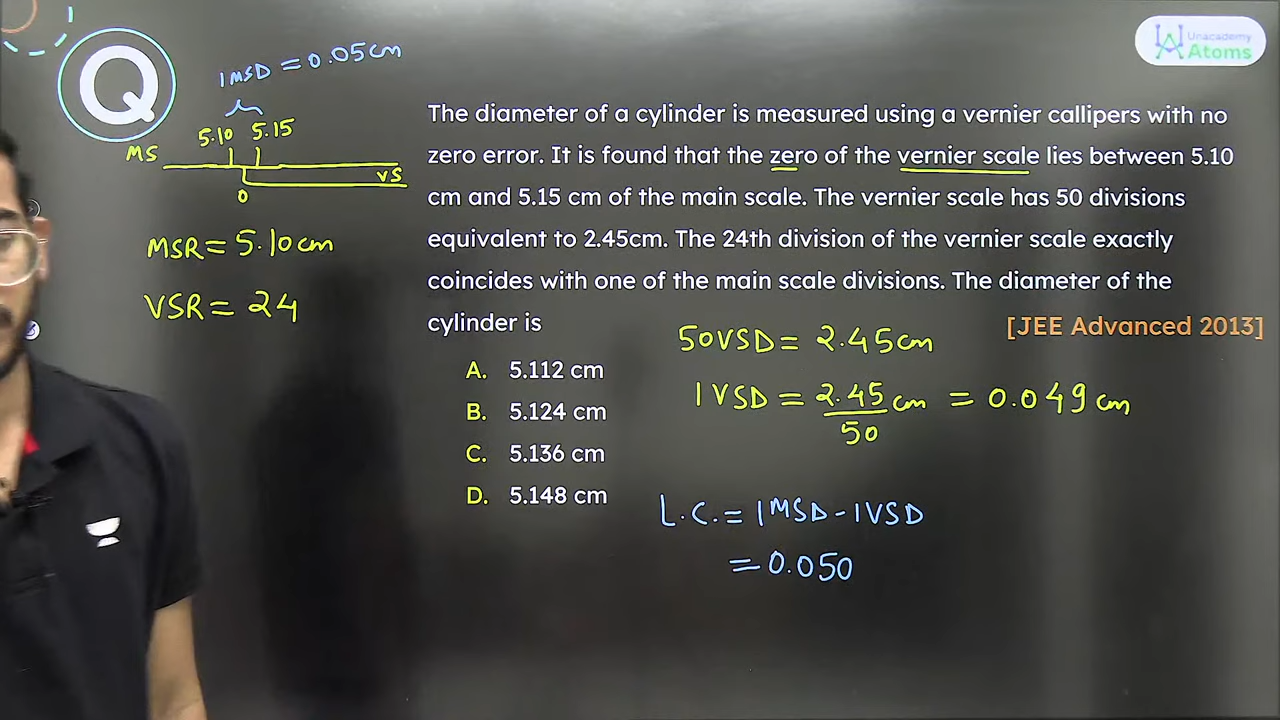 Q
1MSD = 0.05cm
5.10 5.15
MS
VS
0
MSR = 5.10cm
VSR = 24
Unacademy
Atoms
The diameter of a cylinder is measured using a vernier callipers with no
zero error. It is found that the zero of the vernier scale lies between 5.10
cm and 5.15 cm of the main scale. The vernier scale has 50 divisions
equivalent to 2.45cm. The 24th division of the vernier scale exactly
coincides with one of the main scale divisions. The diameter of the
cylinder is
[JEE Advanced 2013]
A. 5.112 cm
B. 5.124 cm
C. 5.136 cm
D. 5.148 cm
50VSD = 2.45cm
1VSD = 2.45 cm = 0.049 cm
50
L.C. = 1MSD - 1VSD
= 0.050